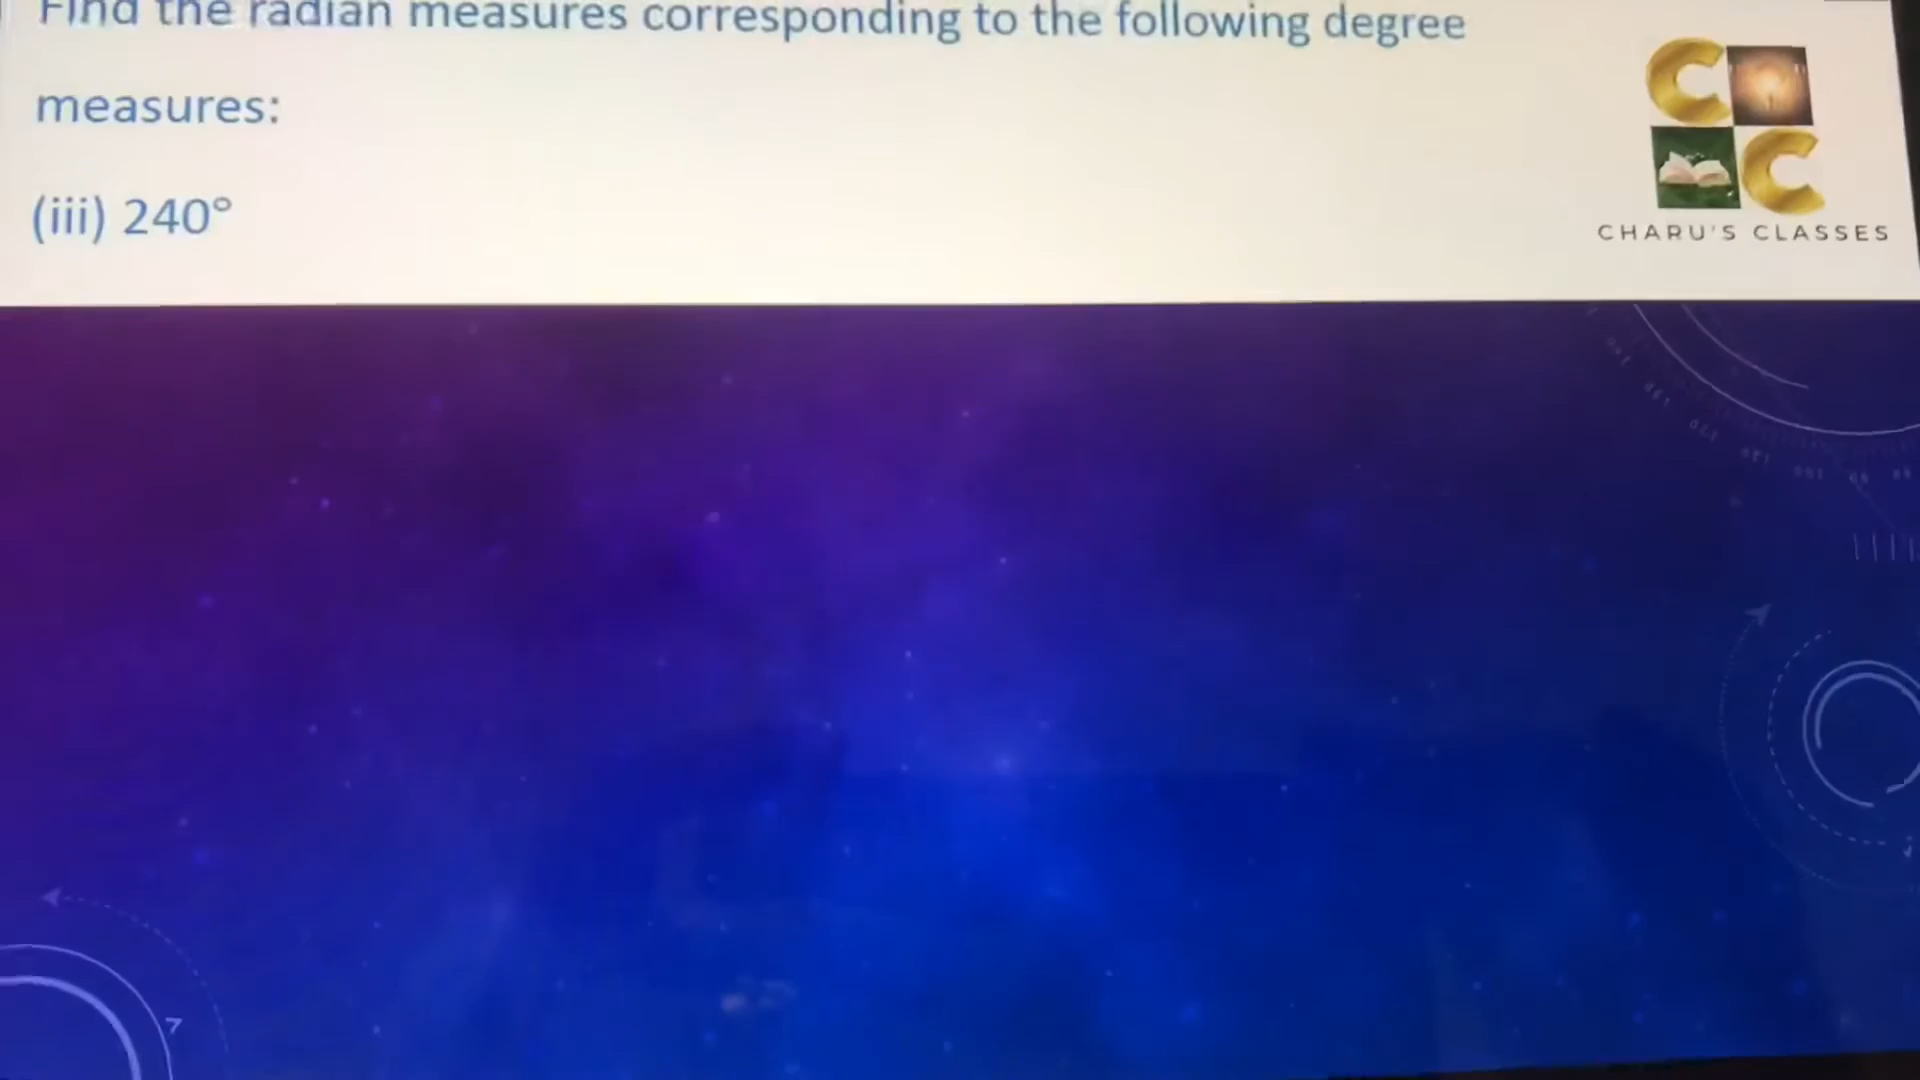 Find the radian measures corresponding to the following degree
measures:
(iii) 240°
CHARU'S CLASSES